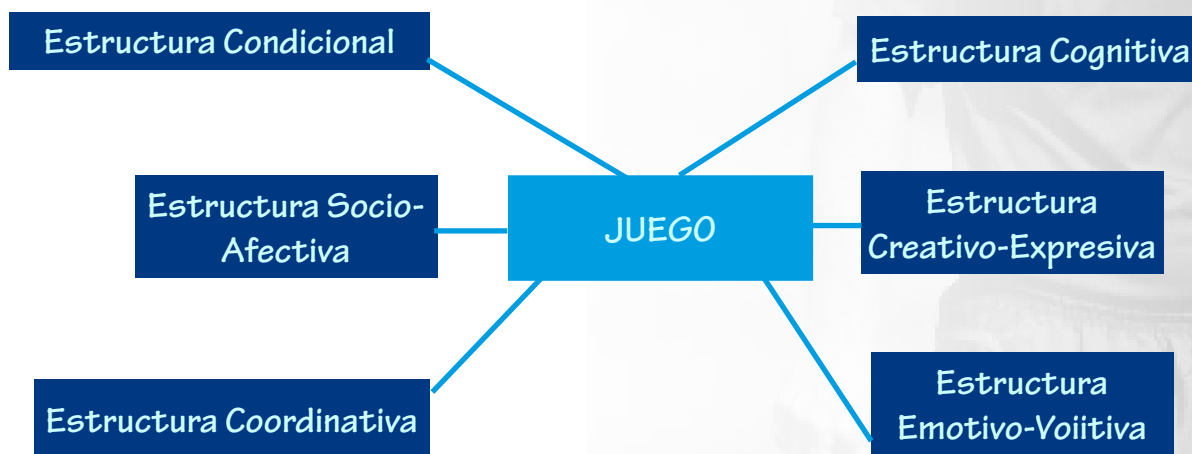 Estructura Condicional
Estructura Cognitiva
Estructura Socio-
Afectiva
JUEGO
Estructura
Creativo-Expresiva
Estructura Coordinativa
Estructura
Emotivo-Voiitiva